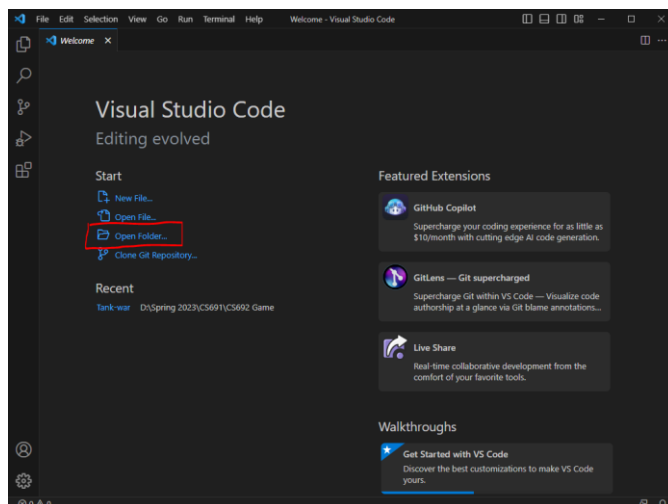 File Edit Selection View Go Run Terminal Help Welcome - Visual Studio Code
Welcome
Visual Studio Code
Editing evolved
Start
New File...
Open File...
Open Folder...
Clone Git Repository...
Recent
Tank-war D:\Spring 2023\CS691\CS692 Game
Featured Extensions
GitHub Copilot
Supercharge your coding experience for as little as
$10/month with cutting edge AI code generation.
GitLens — Git supercharged
Supercharge Git within VS Code — Visualize code
authorship at a glance via Git blame annotations...
Live Share
Real-time collaborative development from the
comfort of your favorite tools.
Walkthroughs
Get Started with VS Code
Discover the best customizations to make VS Code
yours.